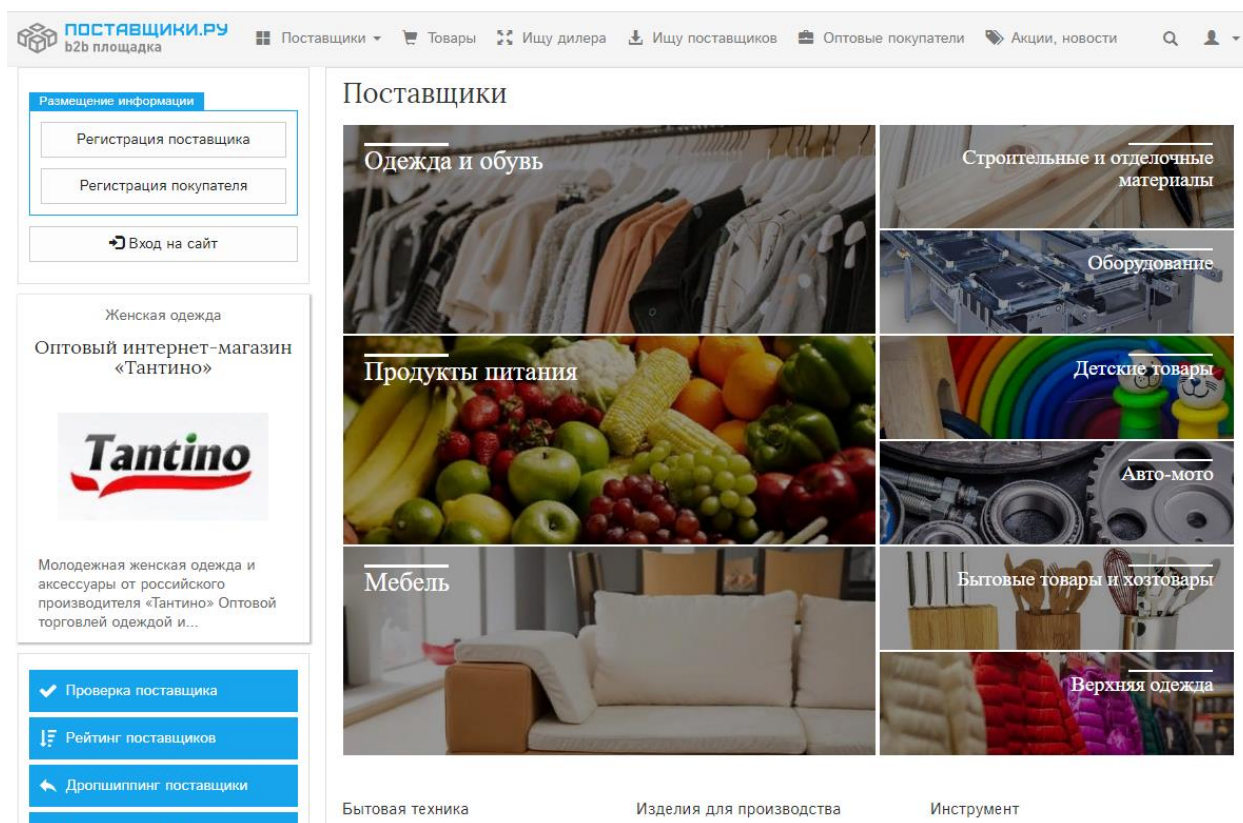 ПОСТАВЩИКИ.РУ
b2b площадка
Поставщики
Товары
Ищу дилера
Ищу поставщиков
Оптовые покупатели
Акции, новости
Размещение информации
Регистрация поставщика
Регистрация покупателя
Вход на сайт
Женская одежда
Оптовый интернет-магазин
«Тантино»
Tantino
Молодежная женская одежда и
аксессуары от российского
производителя «Тантино» Оптовой
торговлей одеждой и...
Проверка поставщика
Рейтинг поставщиков
Дропшиппинг поставщики
Поставщики
Одежда и обувь
Строительные и отделочные
материалы
Оборудование
Продукты питания
Детские товары
Авто-мото
Мебель
Бытовые товары и хозтовары
Верхняя одежда
Бытовая техника
Изделия для производства
Инструмент